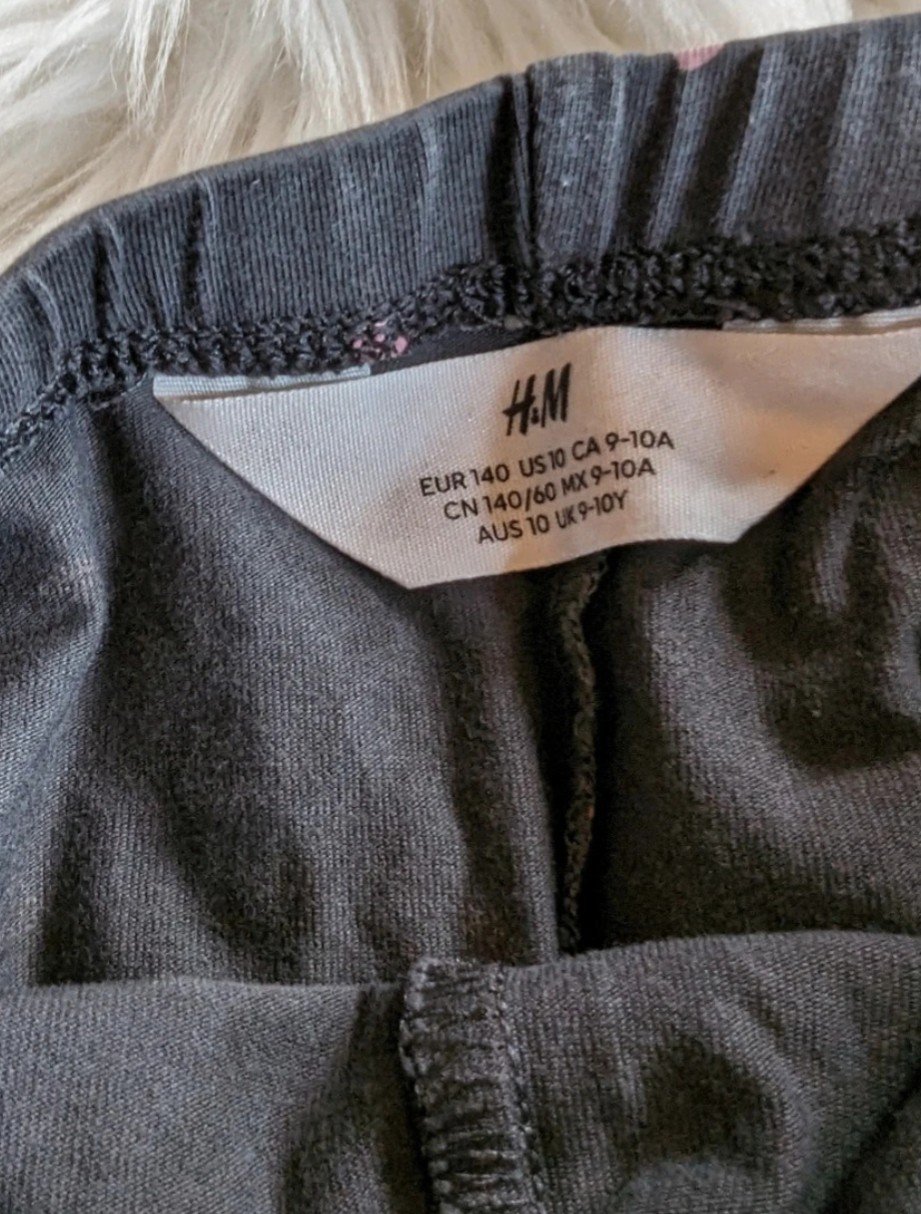 H&M
EUR 140 US 10 CA 9-10A
CN 140/60 MX 9-10A
AUS 10 UK 9-10Y